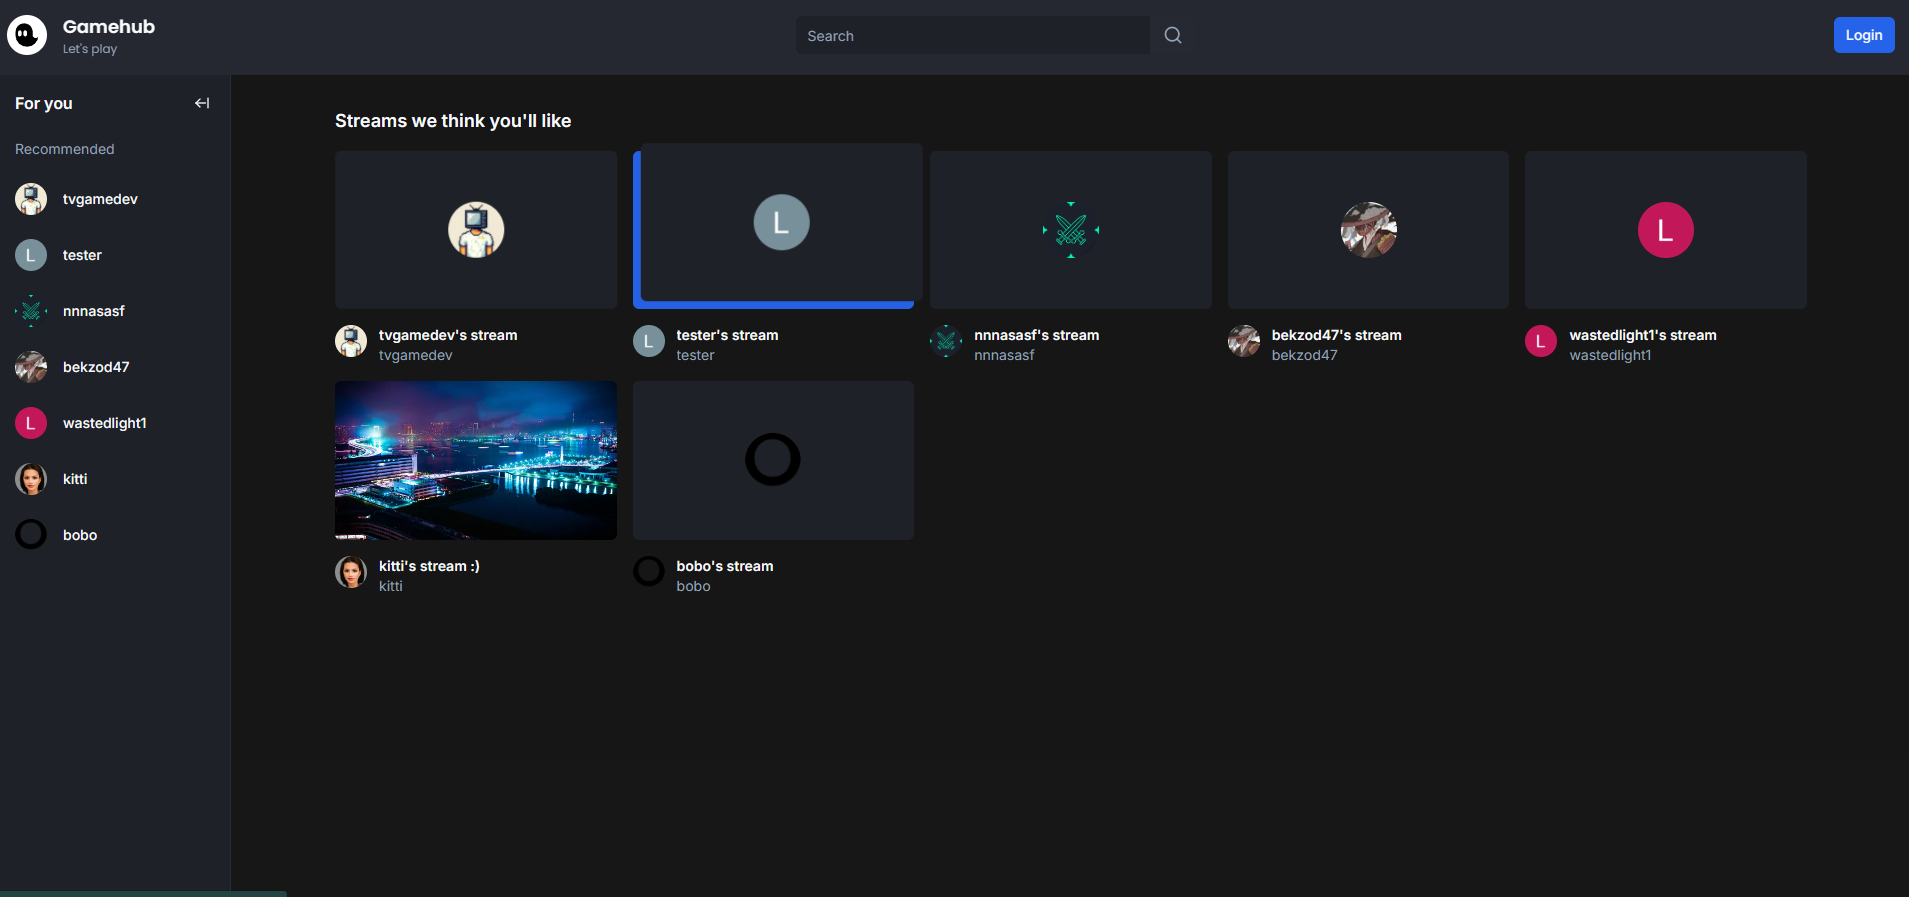 Gamehub
Let's play
Search
Login
For you
Recommended
tvgamedev
L
tester
nnnasasf
bekzod47
L
wastedlight1
kitti
bobo
Streams we think you'll like
L
L
tvgamedev's stream
tvgamedev
L
tester's stream
tester
nnnasasf's stream
nnnasasf
bekzod47's stream
bekzod47
L
wastedlight1's stream
wastedlight1
kitti's stream :)
kitti
bobo's stream
bobo